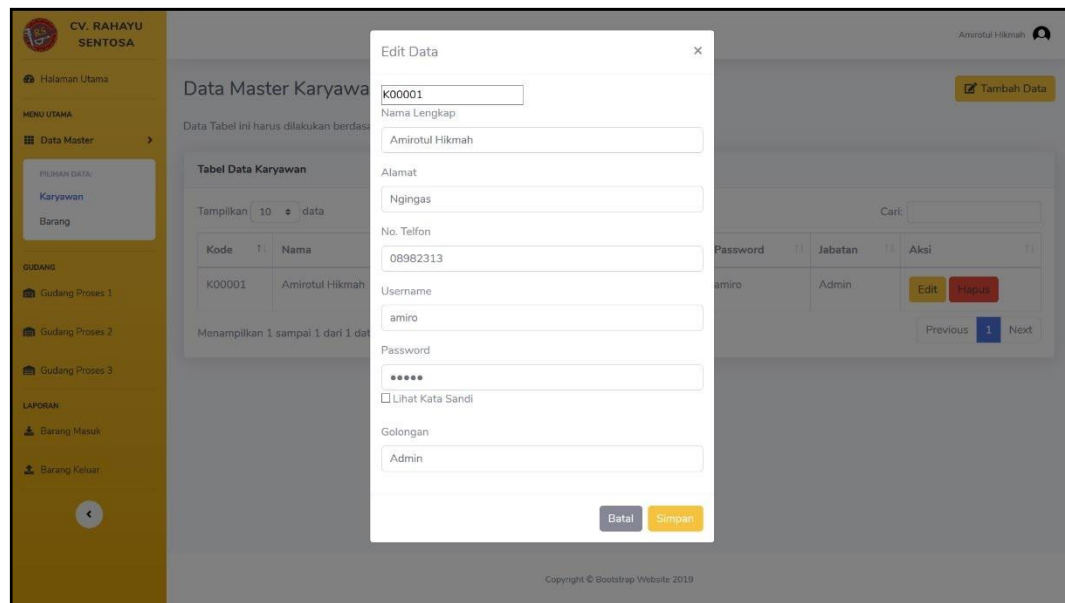 RS
CV. RAHAYU
SENTOSA
Amirotul Hikmah
Halaman Utama
MENU UTAMA
Data Master
PILIHAN DATA:
Karyawan
Barang
GUDANG
Gudang Proses 1
Gudang Proses 2
Gudang Proses 3
LAPORAN
Barang Masuk
Barang Keluar
Data Master Karyawa
Tambah Data
Data Tabel ini harus dilakukan berdasa
Tabel Data Karyawan
Tampilkan 10 data
Cari:
Kode Nama Password Jabatan Aksi
K00001 Amirotul Hikmah amiro Admin Edit Hapus
Menampilkan 1 sampai 1 dari 1 dat
Previous 1 Next
Edit Data ×
K00001
Nama Lengkap
Amirotul Hikmah
Alamat
Ngingas
No. Telfon
08982313
Username
amiro
Password
•••••
Lihat Kata Sandi
Golongan
Admin
Batal Simpan
Copyright © Bootstrap Website 2019